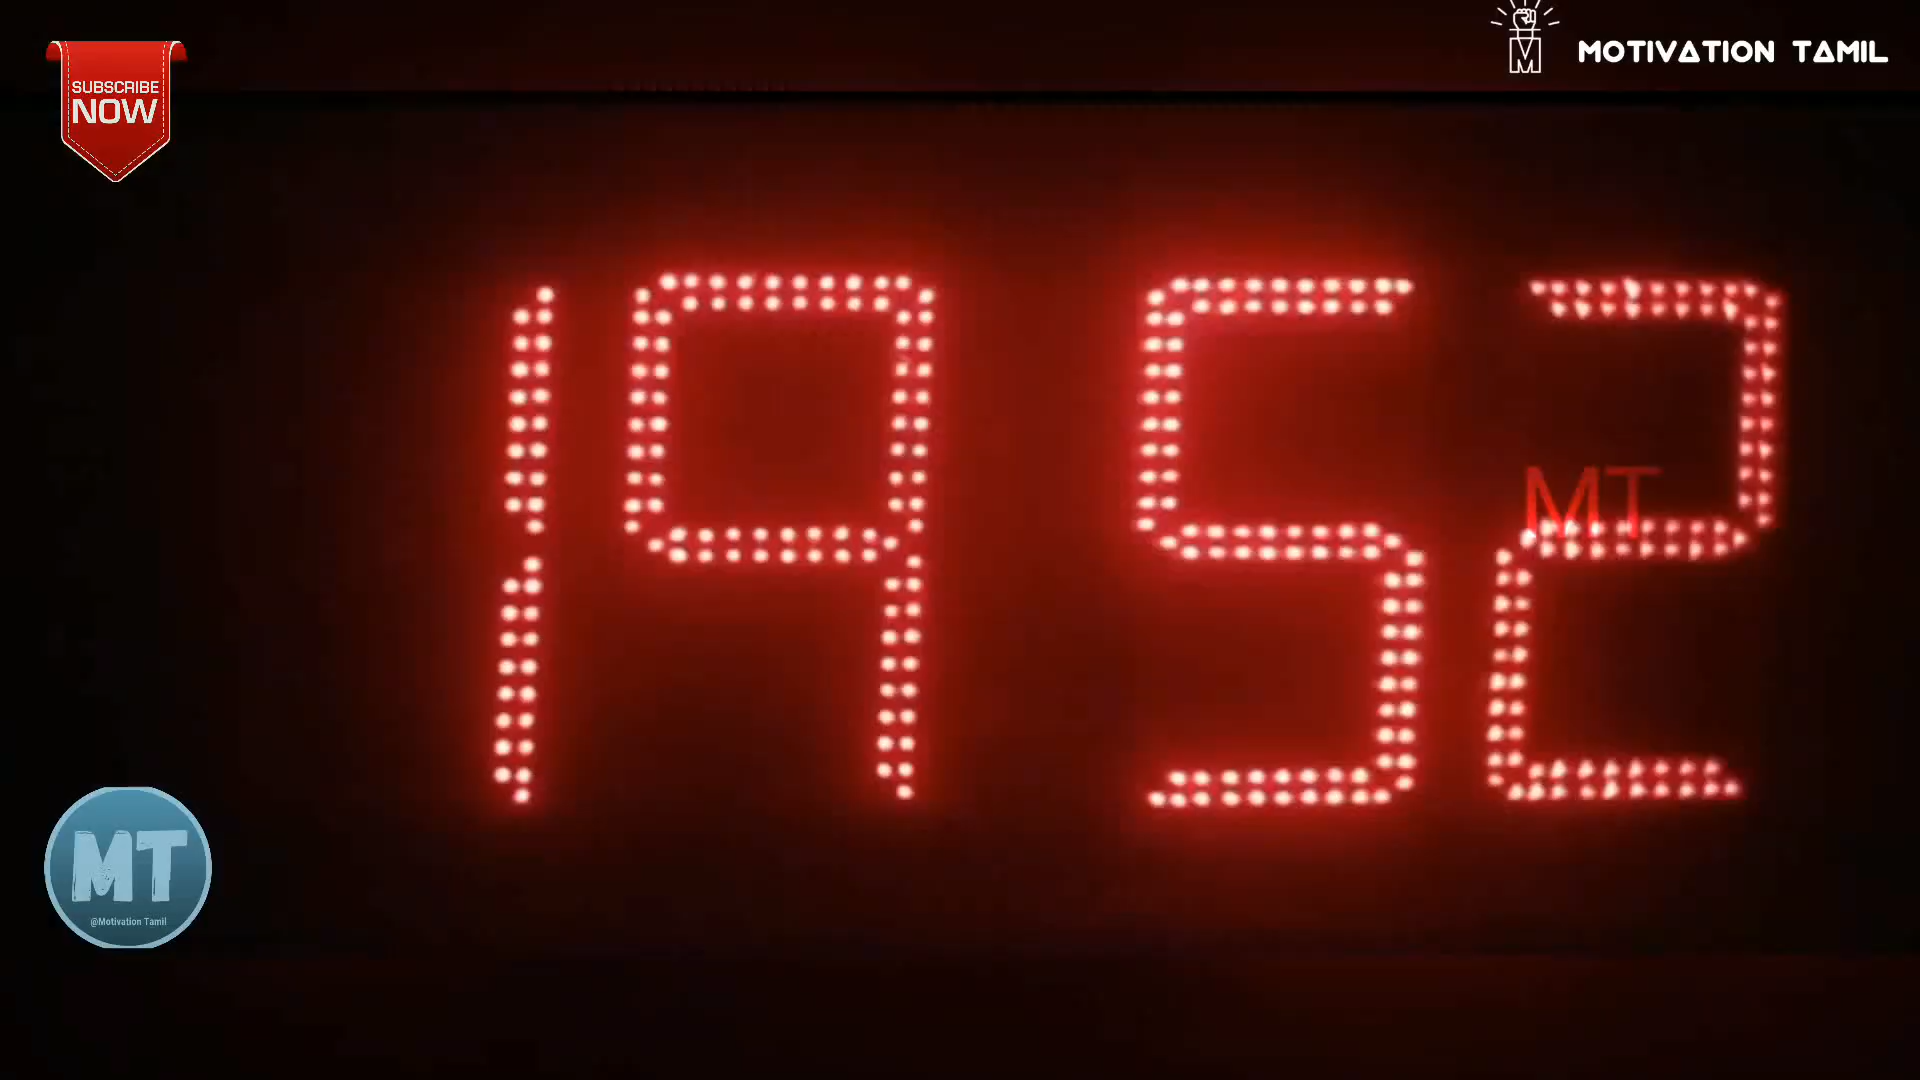 SUBSCRIBE
NOW
M
MOTIVATION TAMIL
1952
MT
MT
@Motivation Tamil